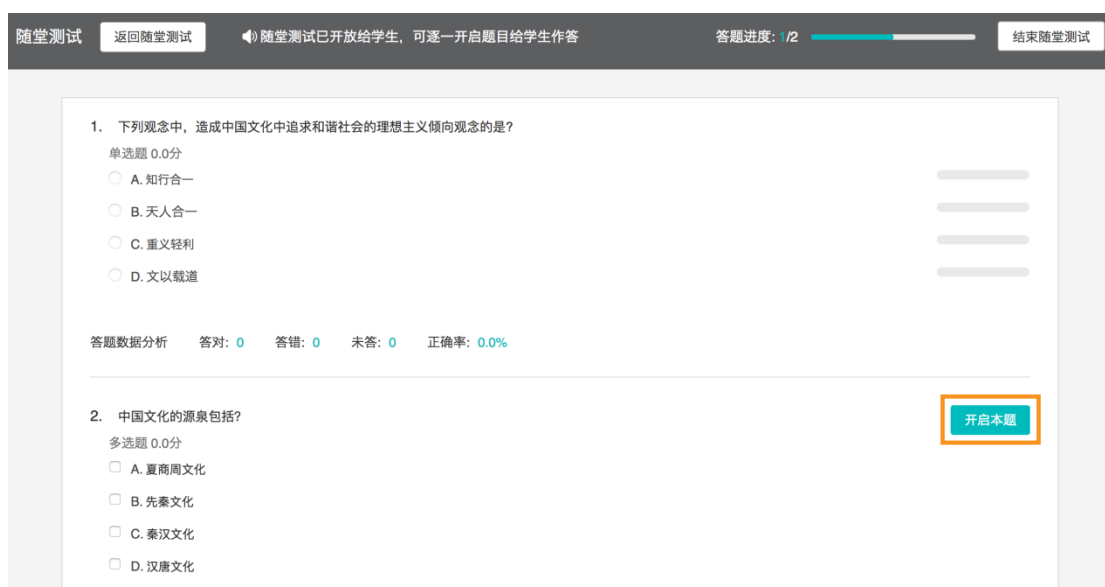 随堂测试 返回随堂测试 随堂测试已开放给学生，可逐一开启题目给学生作答 答题进度: 1/2 结束随堂测试
1. 下列观念中，造成中国文化中追求和谐社会的理想主义倾向观念的是?
单选题 0.0分
A. 知行合一
B. 天人合一
C. 重义轻利
D. 文以载道
答题数据分析 答对: 0 答错: 0 未答: 0 正确率: 0.0%
2. 中国文化的源泉包括? 开启本题
多选题 0.0分
A. 夏商周文化
B. 先秦文化
C. 秦汉文化
D. 汉唐文化